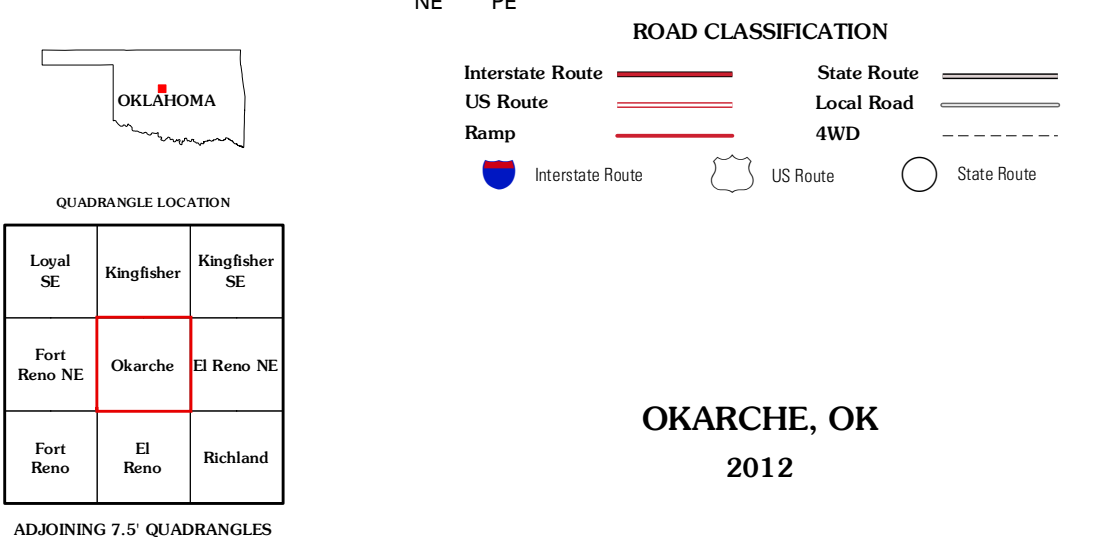 NE PE
ROAD CLASSIFICATION
Interstate Route
State Route
US Route
Local Road
Ramp
4WD
Interstate Route
US Route
State Route
OKLAHOMA
QUADRANGLE LOCATION
Loyal
SE
Kingfisher
Kingfisher
SE
Fort
Reno NE
Okarche
El Reno NE
Fort
Reno
El
Reno
Richland
ADJOINING 7.5' QUADRANGLES
OKARCHE, OK
2012